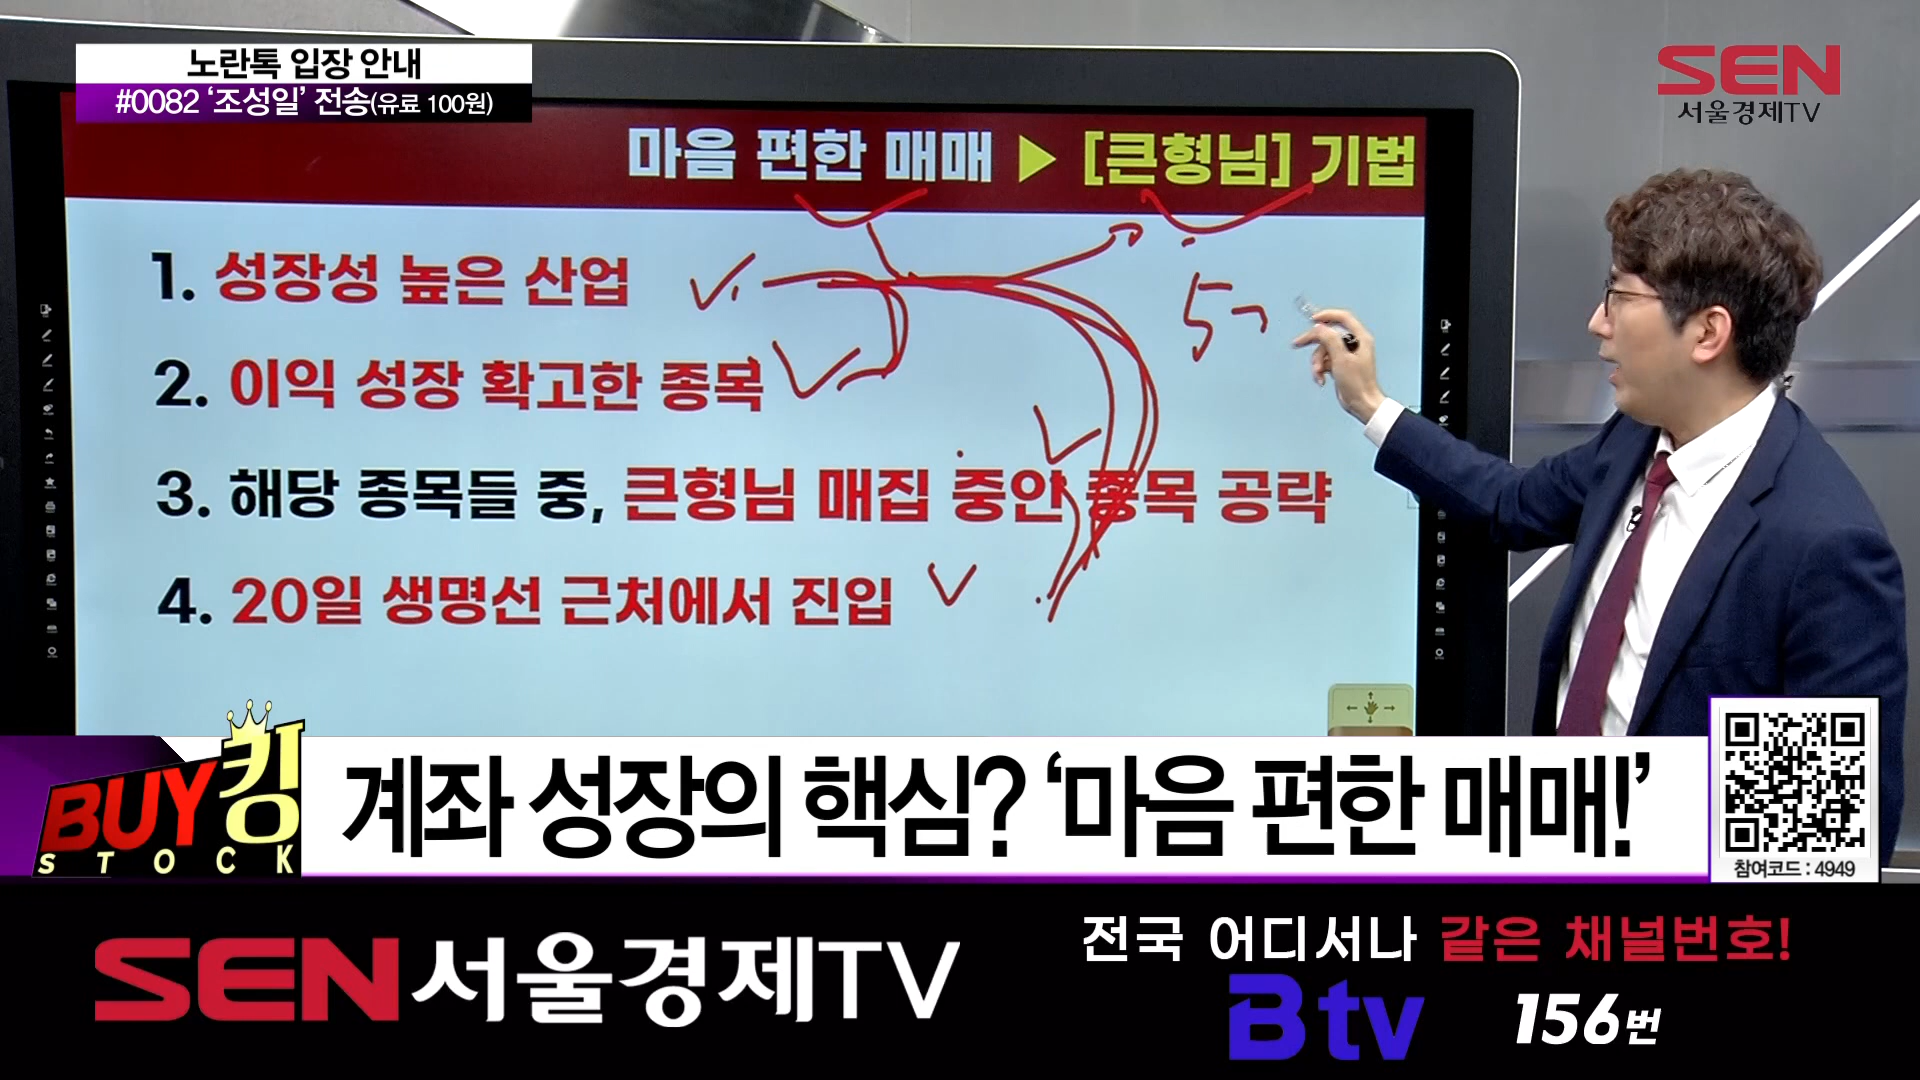 노란톡 입장 안내
#0082 ‘조성일’ 전송(유료 100원)
SEN
서울경제TV
마음 편한 매매 ▶ [큰형님] 기법
1. 성장성 높은 산업
2. 이익 성장 확고한 종목
3. 해당 종목들 중, 큰형님 매집 중인 종목 공략
4. 20일 생명선 근처에서 진입
BUY킹
STOCK
계좌 성장의 핵심? ‘마음 편한 매매!’
참여코드 : 4949
SEN서울경제TV
전국 어디서나 같은 채널번호!
B tv 156번